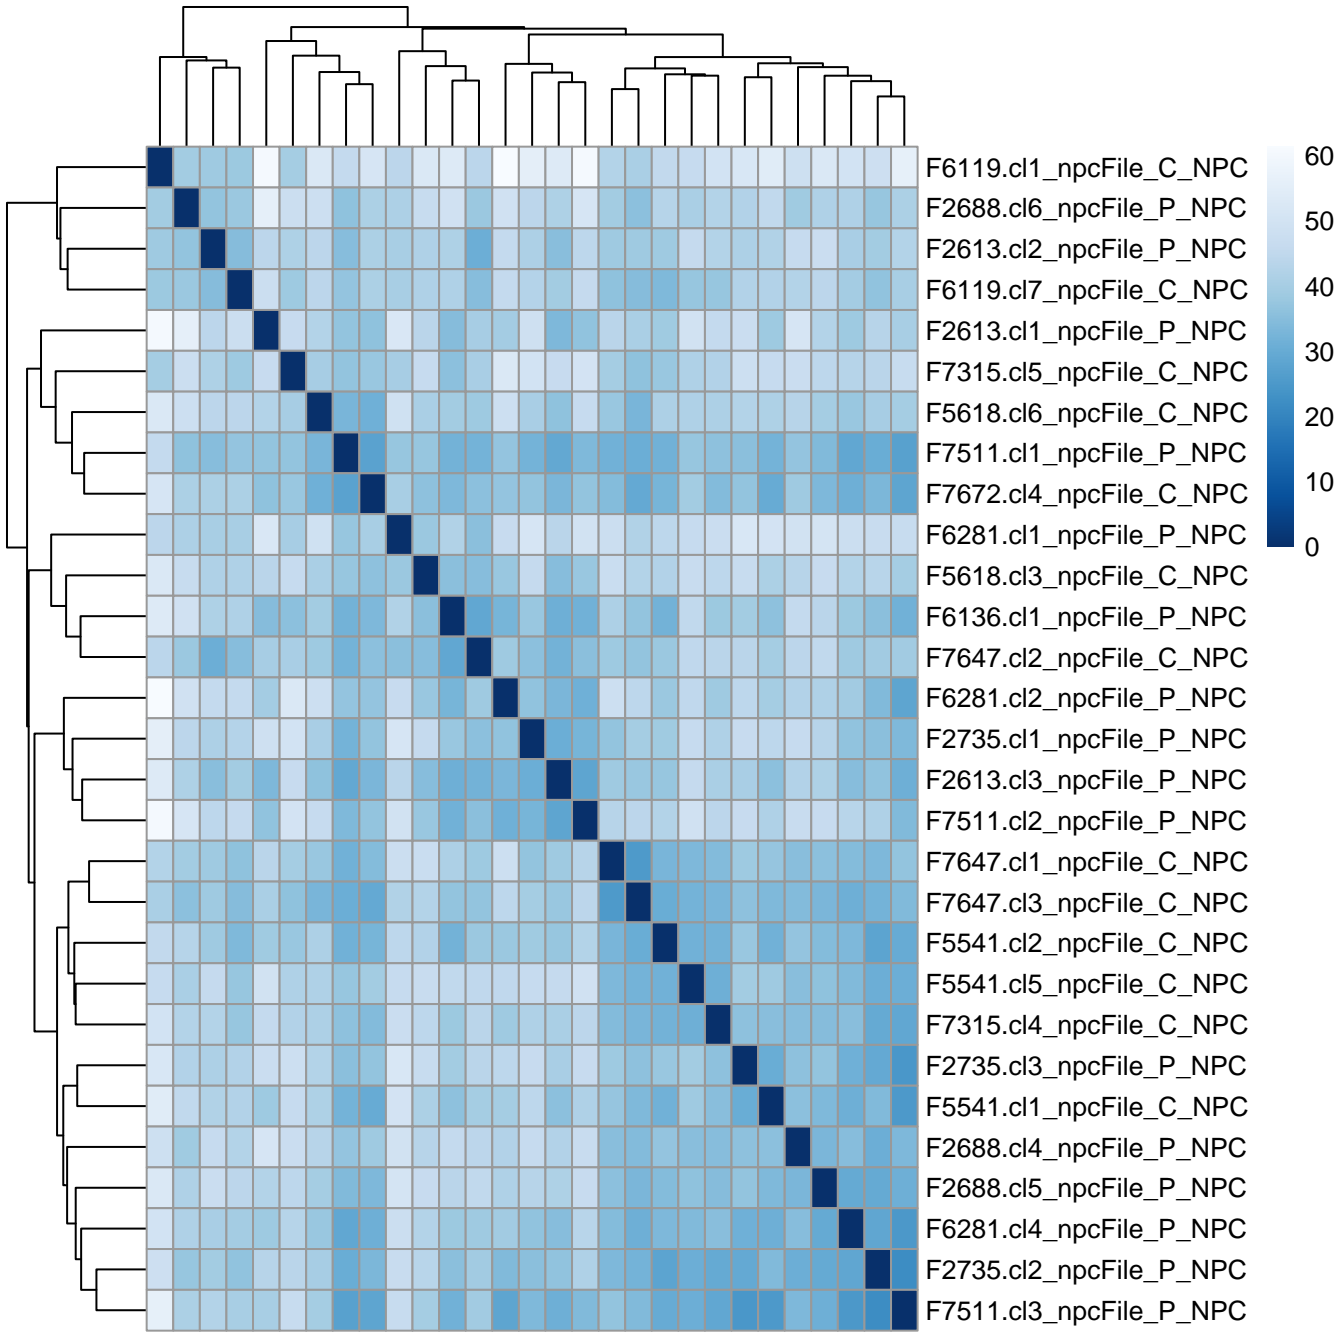 F6119.cl1_npcFile_C_NPC
F2688.cl6_npcFile_P_NPC
F2613.cl2_npcFile_P_NPC
F6119.cl7_npcFile_C_NPC
F2613.cl1_npcFile_P_NPC
F7315.cl5_npcFile_C_NPC
F5618.cl6_npcFile_C_NPC
F7511.cl1_npcFile_P_NPC
F7672.cl4_npcFile_C_NPC
F6281.cl1_npcFile_P_NPC
F5618.cl3_npcFile_C_NPC
F6136.cl1_npcFile_P_NPC
F7647.cl2_npcFile_C_NPC
F6281.cl2_npcFile_P_NPC
F2735.cl1_npcFile_P_NPC
F2613.cl3_npcFile_P_NPC
F7511.cl2_npcFile_P_NPC
F7647.cl1_npcFile_C_NPC
F7647.cl3_npcFile_C_NPC
F5541.cl2_npcFile_C_NPC
F5541.cl5_npcFile_C_NPC
F7315.cl4_npcFile_C_NPC
F2735.cl3_npcFile_P_NPC
F5541.cl1_npcFile_C_NPC
F2688.cl4_npcFile_P_NPC
F2688.cl5_npcFile_P_NPC
F6281.cl4_npcFile_P_NPC
F2735.cl2_npcFile_P_NPC
F7511.cl3_npcFile_P_NPC
60
50
40
30
20
10
0